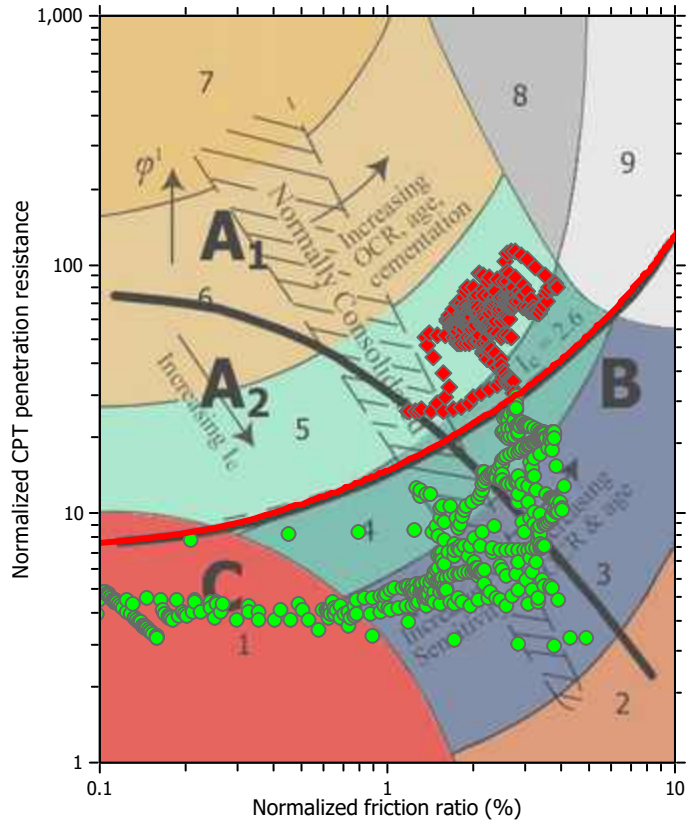 Normalized CPT penetration resistance
1,000
100
10
1
0.1
1
10
Normalized friction ratio (%)
7
8
9
φ'
A1
Normally Consolidated
Increasing
OCR, age,
cementation
6
A2
Increasing Ic
5
Ic = 2.6
B
4
C
1
3
2
Sensitivity